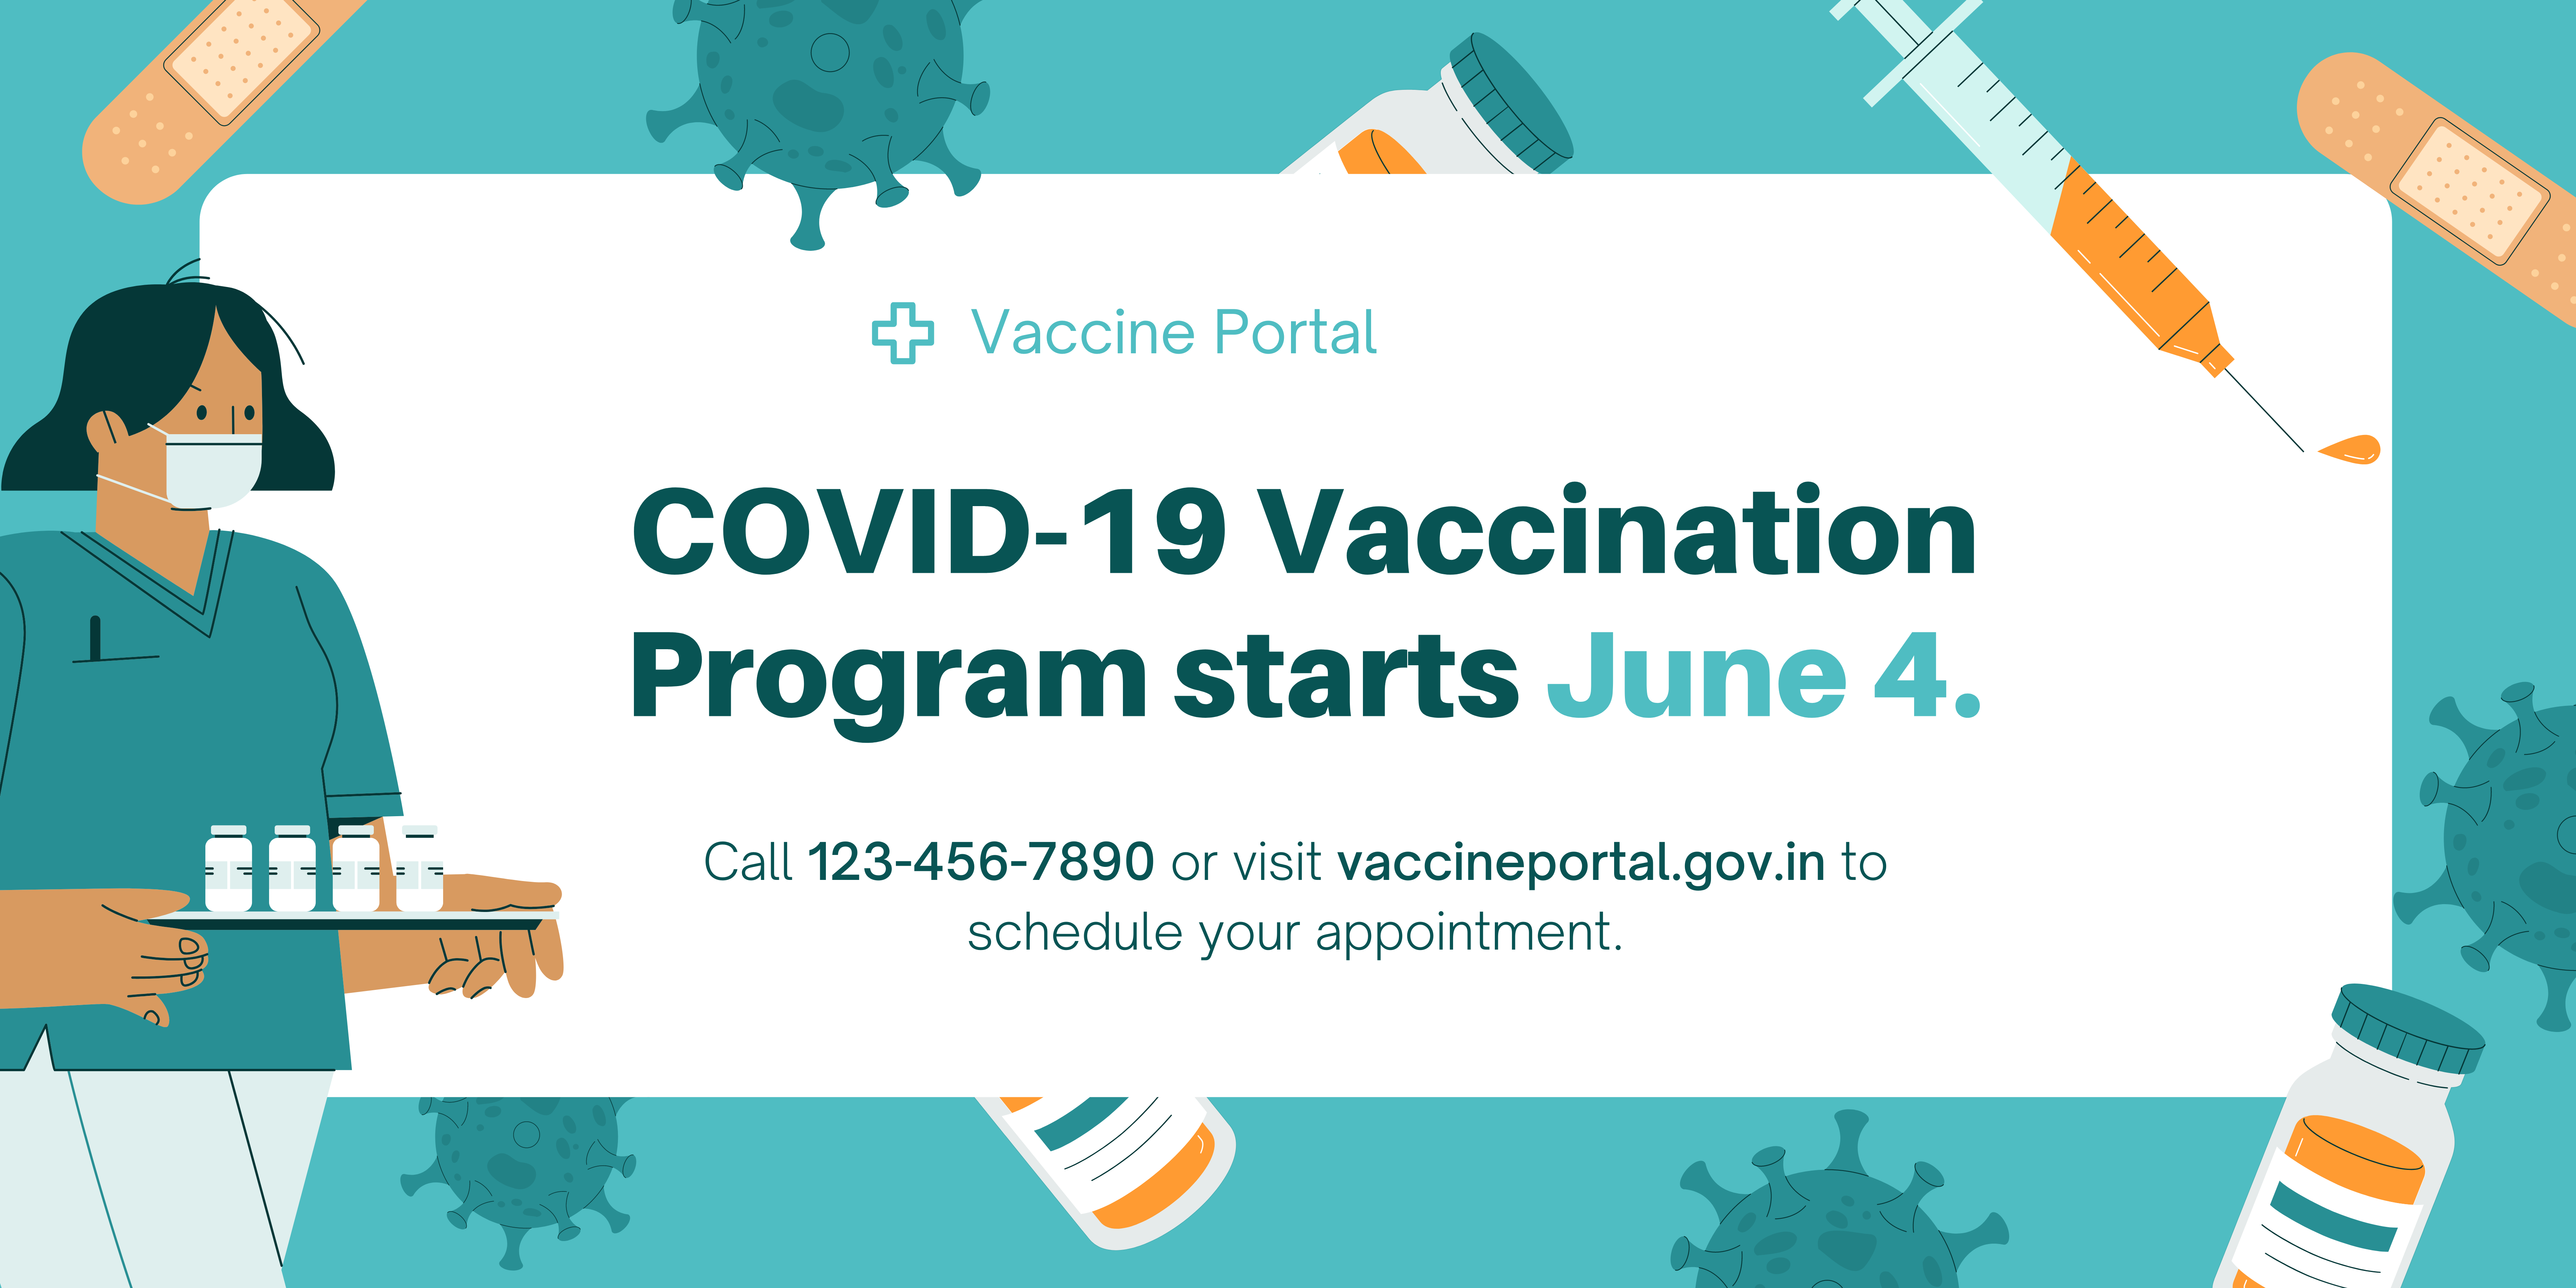 Vaccine Portal
COVID-19 Vaccination
Program starts June 4.
Call 123-456-7890 or visit vaccineportal.gov.in to
schedule your appointment.